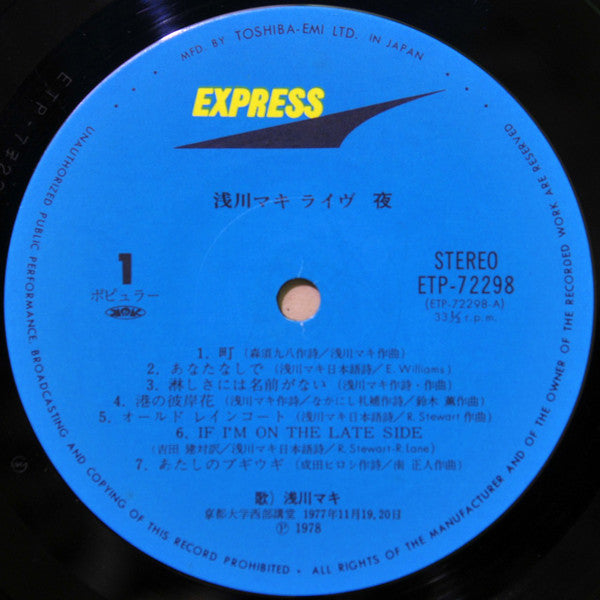 MFD. BY TOSHIBA-EMI LTD. IN JAPAN
EXPRESS
浅川マキ ライヴ 夜
1
ポピュラー
STEREO
ETP-72298
(ETP-72298-A)
33⅓ r.p.m.
1. 町 (森須九八作詩/浅川マキ作曲)
2. あなたなしで (浅川マキ日本語詩/E. Williams)
3. 淋しさには名前がない (浅川マキ作詩・作曲)
4. 港の彼岸花 (浅川マキ作詩/なかにし礼補作詩/鈴木 薫作曲)
5. オールド レインコート (浅川マキ日本語詩/R. Stewart 作曲)
6. IF I'M ON THE LATE SIDE
(吉田 建対訳/浅川マキ日本語詩/R. Stewart-R. Lane)
7. あたしのブギウギ (成田ヒロシ作詩/南 正人作曲)
歌) 浅川マキ
京都大学西部講堂 1977年11月19,20日
Ⓟ 1978
UNAUTHORIZED PUBLIC PERFORMANCE, BROADCASTING AND COPYING OF THIS RECORD PROHIBITED - ALL RIGHTS OF THE MANUFACTURER AND OF THE OWNER OF THE RECORDED WORK ARE RESERVED